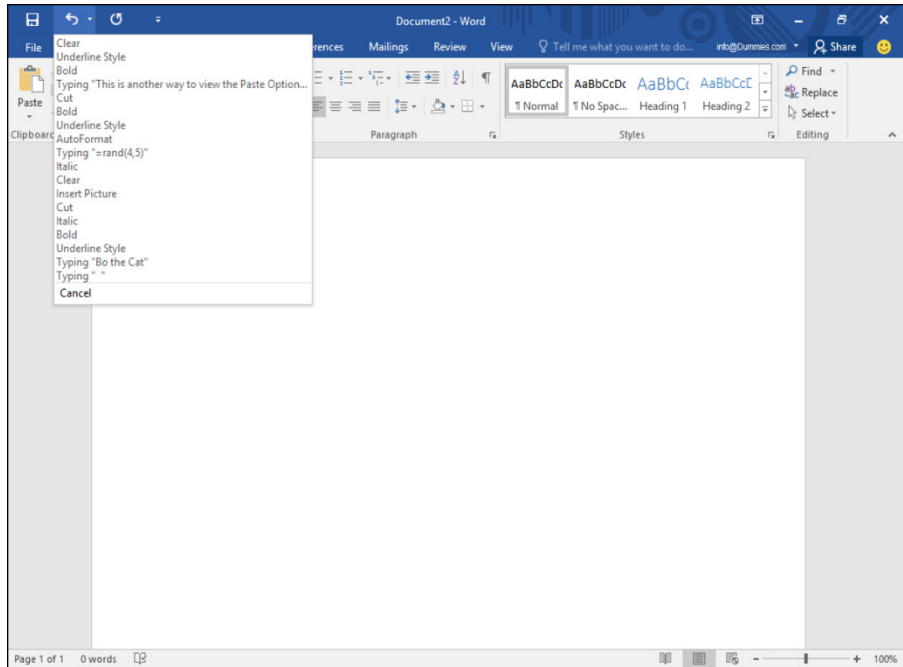 Document2 - Word
File
rences Mailings Review View Tell me what you want to do... info@Dummies.com Share
Clear
Underline Style
Bold
Typing "This is another way to view the Paste Option...
Cut
Bold
Underline Style
AutoFormat
Typing "=rand(4,5)"
Italic
Clear
Insert Picture
Cut
Italic
Bold
Underline Style
Typing "Bo the Cat"
Typing " "
Cancel
Paste
Clipboard
AaBbCcDc AaBbCcDc AaBbCc AaBbCcC
¶ Normal ¶ No Spac... Heading 1 Heading 2
Find
Replace
Select
Paragraph Styles Editing
Page 1 of 1 0 words 100%